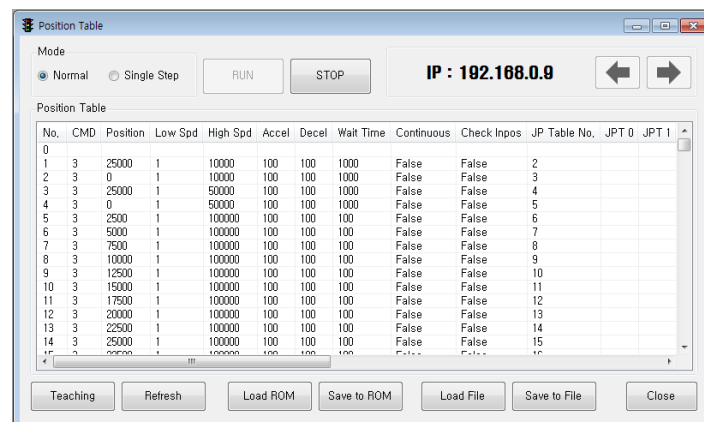 Position Table
Mode
Normal Single Step RUN STOP IP : 192.168.0.9
Position Table
No. CMD Position Low Spd High Spd Accel Decel Wait Time Continuous Check Inpos JP Table No. JPT 0 JPT 1
0
1 3 25000 1 10000 100 100 1000 False False 2
2 3 0 1 10000 100 100 1000 False False 3
3 3 25000 1 50000 100 100 1000 False False 4
4 3 0 1 50000 100 100 1000 False False 5
5 3 2500 1 100000 100 100 100 False False 6
6 3 5000 1 100000 100 100 100 False False 7
7 3 7500 1 100000 100 100 100 False False 8
8 3 10000 1 100000 100 100 100 False False 9
9 3 12500 1 100000 100 100 100 False False 10
10 3 15000 1 100000 100 100 100 False False 11
11 3 17500 1 100000 100 100 100 False False 12
12 3 20000 1 100000 100 100 100 False False 13
13 3 22500 1 100000 100 100 100 False False 14
14 3 25000 1 100000 100 100 100 False False 15
Teaching Refresh Load ROM Save to ROM Load File Save to File Close